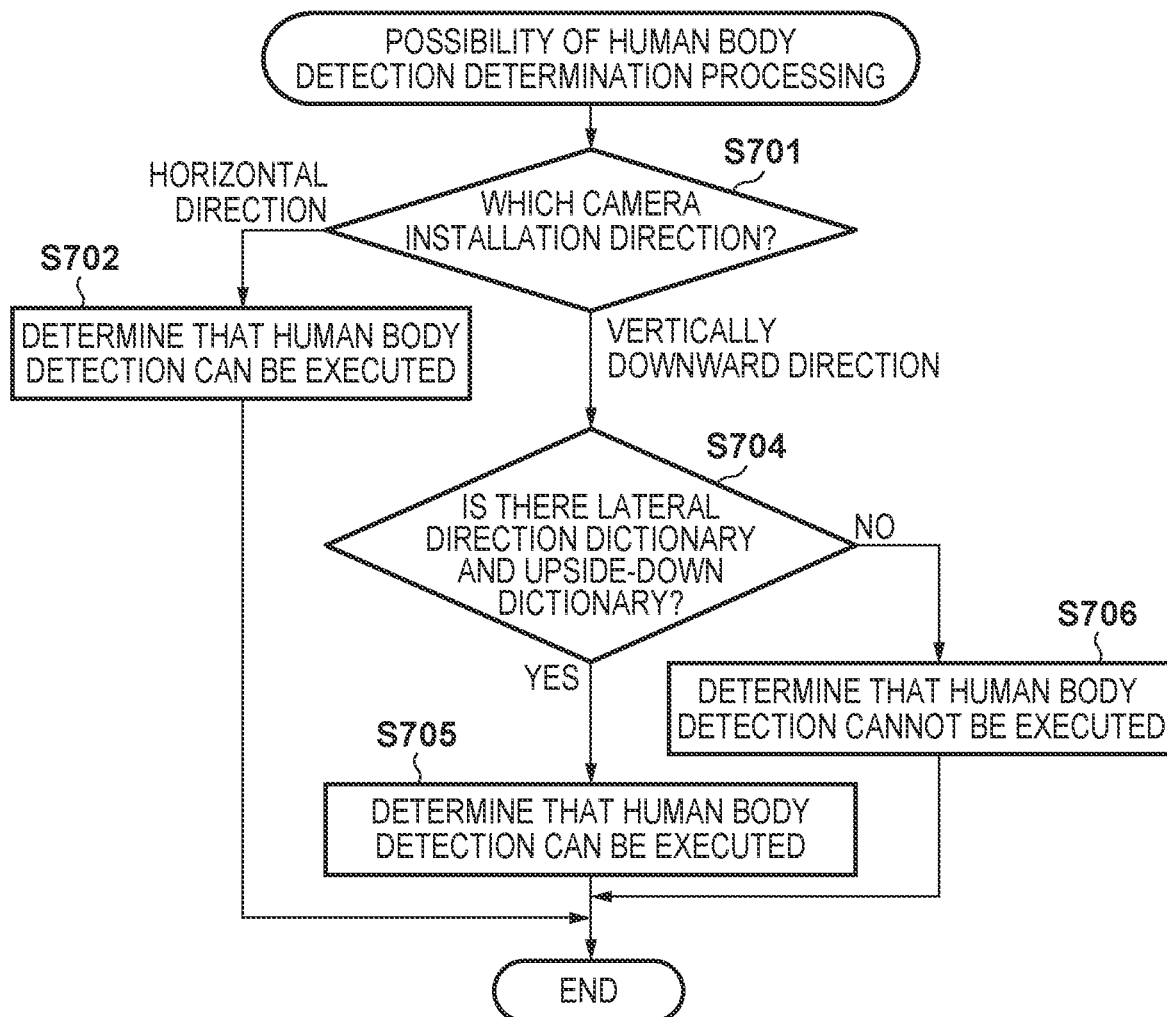 POSSIBILITY OF HUMAN BODY
DETECTION DETERMINATION PROCESSING
S701
HORIZONTAL
DIRECTION
WHICH CAMERA
INSTALLATION DIRECTION?
S702
DETERMINE THAT HUMAN BODY
DETECTION CAN BE EXECUTED
VERTICALLY
DOWNWARD DIRECTION
S704
IS THERE LATERAL
DIRECTION DICTIONARY
AND UPSIDE-DOWN
DICTIONARY?
NO
YES
S706
DETERMINE THAT HUMAN BODY
DETECTION CANNOT BE EXECUTED
S705
DETERMINE THAT HUMAN BODY
DETECTION CAN BE EXECUTED
END